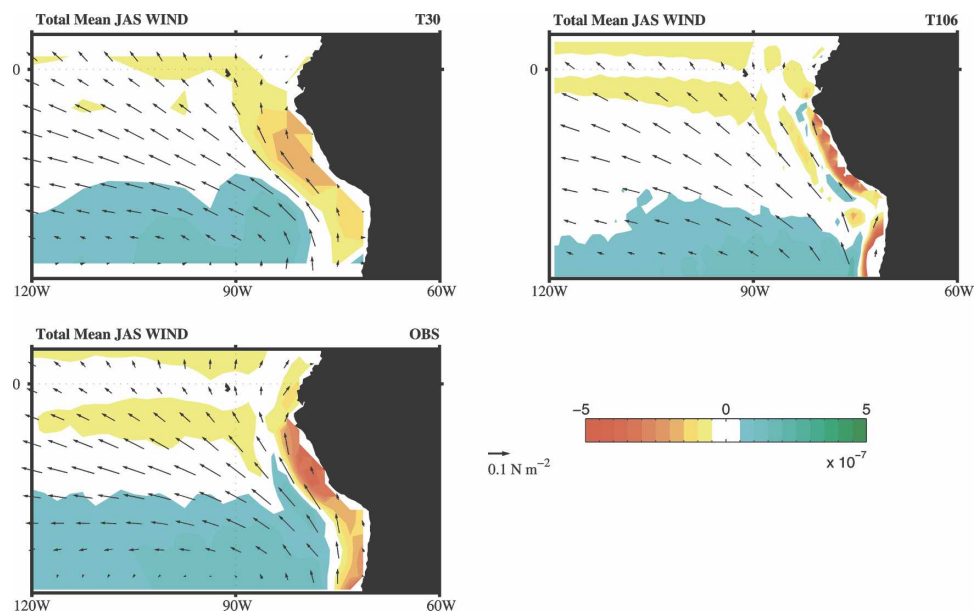 Total Mean JAS WIND T30
0
120W 90W 60W
Total Mean JAS WIND T106
0
120W 90W 60W
Total Mean JAS WIND OBS
0
120W 90W 60W
−5 0 5
x 10⁻⁷
0.1 N m⁻²